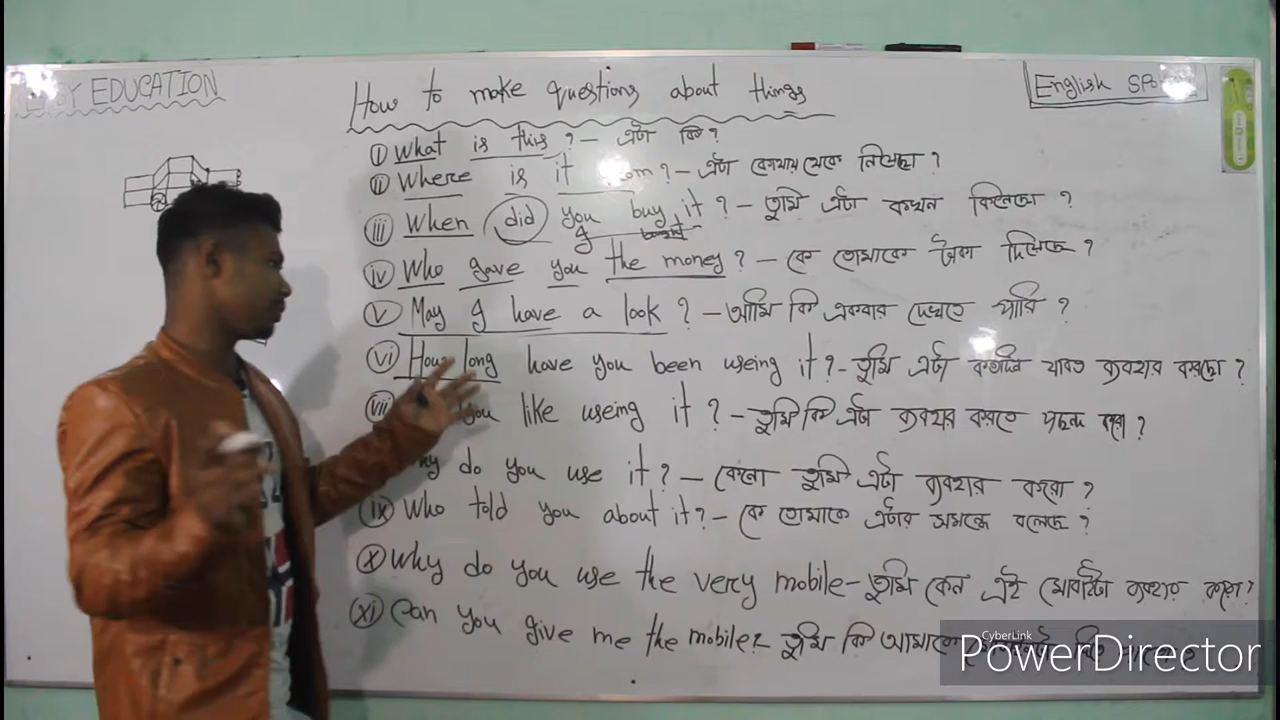 EDUCATION
English
How to make questions about things
i What is this? – এটা কি?
ii Where is it ? – এটা কোথায় থেকে নিয়েছো?
iii When did you buy it? – তুমি এটা কখন কিনেছো?
iv Who gave you the money? – কে তোমাকে টাকা দিয়েছে?
v May I have a look? – আমি কি একবার দেখতে পারি?
vi How long have you been useing it? – তুমি এটা কতদিন যাবত ব্যবহার করছো?
vii you like useing it? – তুমি কি এটা ব্যবহার করতে পছন্দ করো?
do you use it? – কেনো তুমি এটা ব্যবহার করো?
ix Who told you about it? – কে তোমাকে এটার সমন্ধে বলেছে?
x Why do you use the very mobile – তুমি কেন এই মোবাইটা ব্যবহার করো?
xi Can you give me the mobile? – তুমি কি আমাকে
CyberLink
PowerDirector